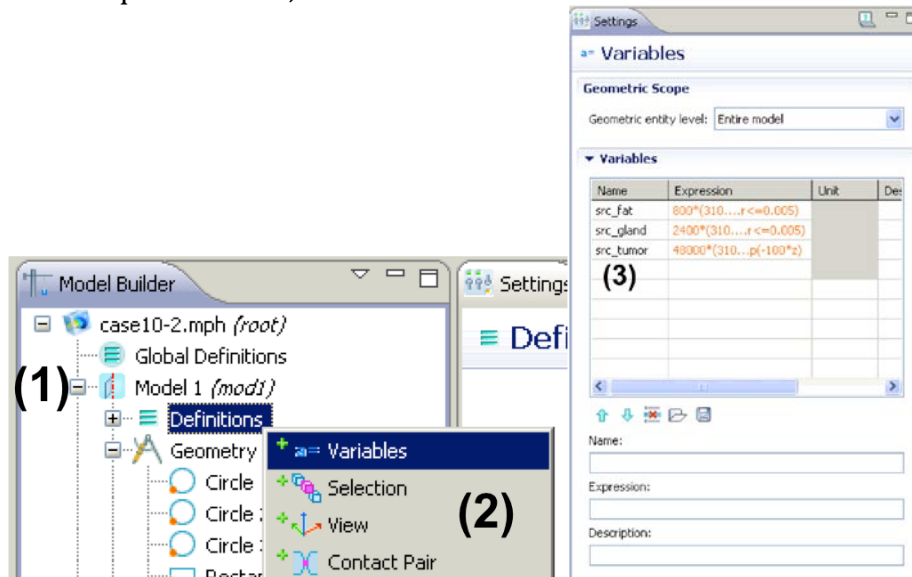 Settings
a= Variables
Geometric Scope
Geometric entity level: Entire model
Variables
Name Expression Unit Des
src_fat 800*(310....r<=0.005)
src_gland 2400*(310....r<=0.005)
src_tumor 48000*(310...p(-100*z)
(3)
Name:
Expression:
Description:
Model Builder
Settings
case10-2.mph (root)
Defi
Global Definitions
(1)
Model 1 (mod1)
Definitions
Geometry
a= Variables
Circle
Selection
(2)
Circle
View
Circle
Contact Pair